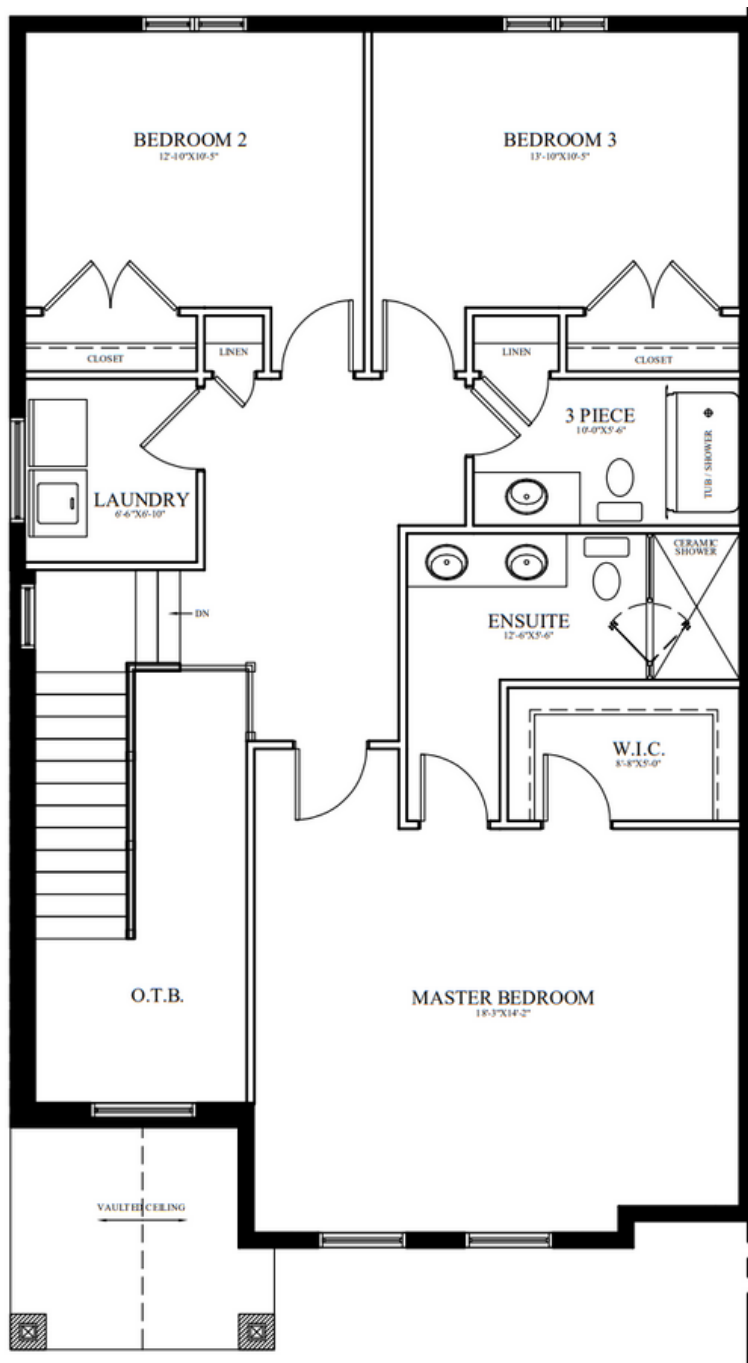 BEDROOM 2
12'-10"X10'-5"
BEDROOM 3
13'-10"X10'-5"
CLOSET
LINEN
LINEN
CLOSET
3 PIECE
10'-0"X5'-6"
TUB / SHOWER
LAUNDRY
6'-6"X6'-10"
CERAMIC
SHOWER
DN
ENSUITE
12'-6"X5'-6"
W.I.C.
8'-8"X5'-0"
O.T.B.
MASTER BEDROOM
18'-3"X14'-2"
VAULTED CEILING